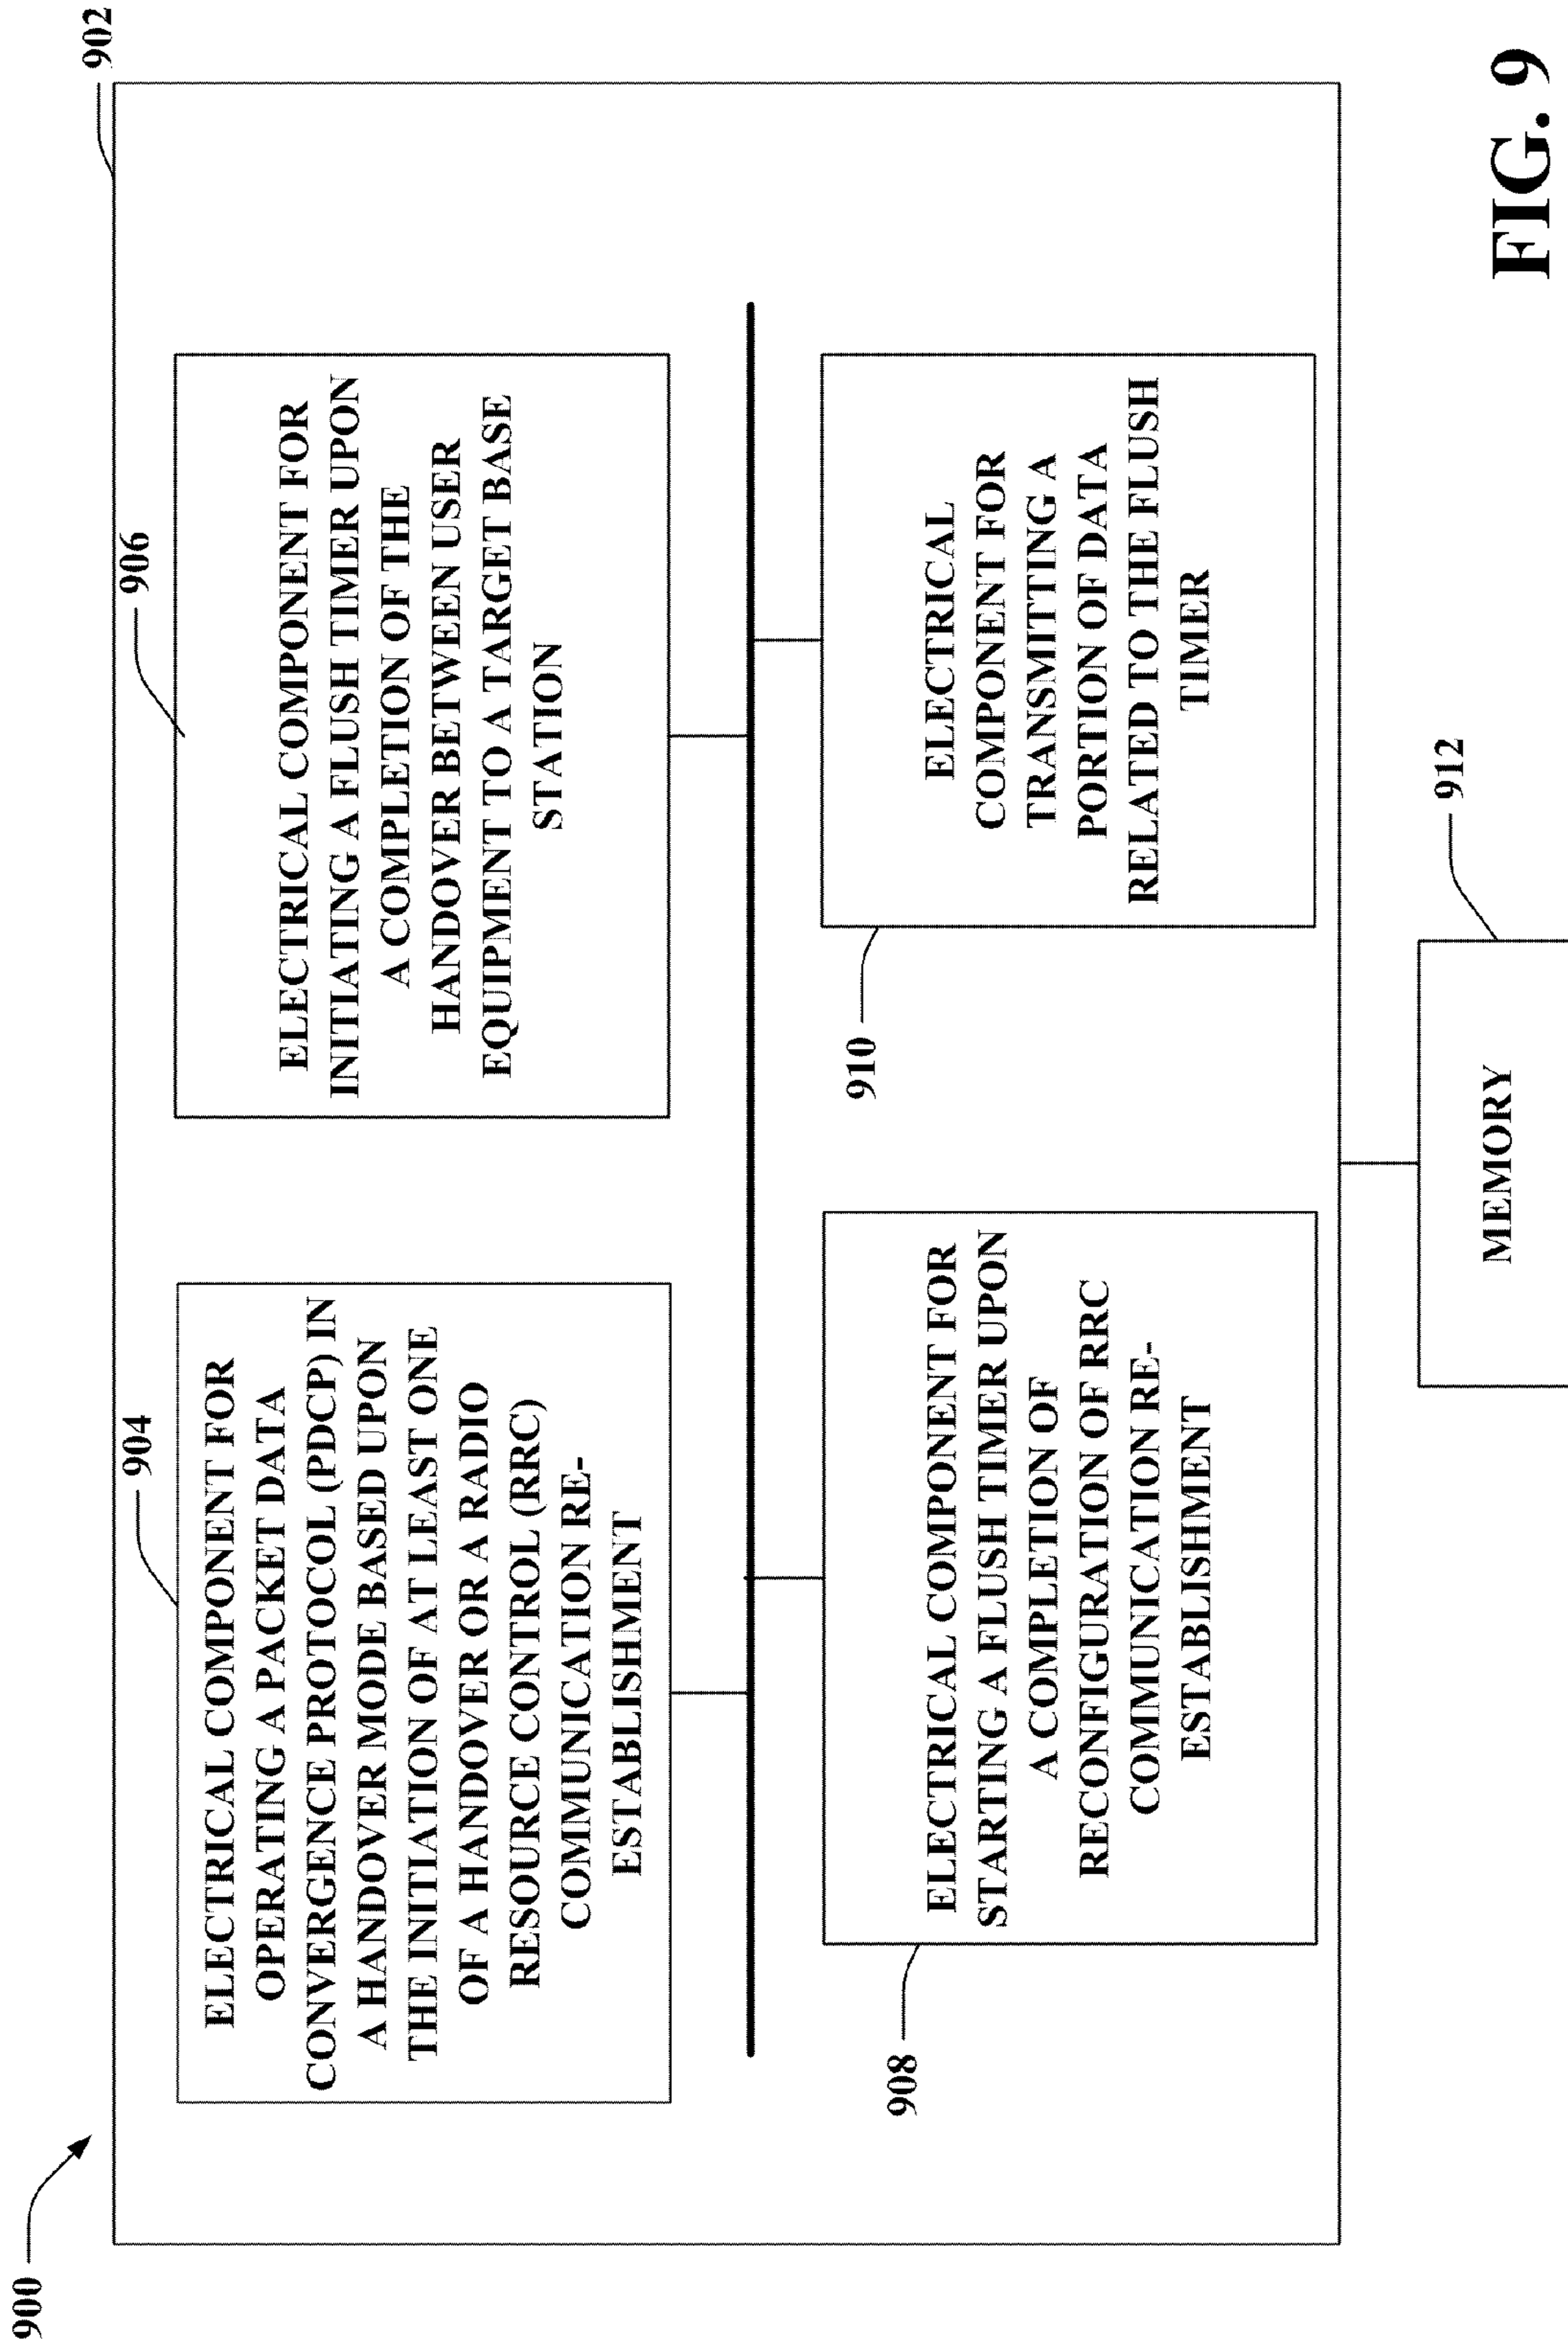 900
902
904
ELECTRICAL COMPONENT FOR
OPERATING A PACKET DATA
CONVERGENCE PROTOCOL (PDCP) IN
A HANDOVER MODE BASED UPON
THE INITIATION OF AT LEAST ONE
OF A HANDOVER OR A RADIO
RESOURCE CONTROL (RRC)
COMMUNICATION RE-
ESTABLISHMENT
906
ELECTRICAL COMPONENT FOR
INITIATING A FLUSH TIMER UPON
A COMPLETION OF THE
HANDOVER BETWEEN USER
EQUIPMENT TO A TARGET BASE
STATION
908
ELECTRICAL COMPONENT FOR
STARTING A FLUSH TIMER UPON
A COMPLETION OF
RECONFIGURATION OF RRC
COMMUNICATION RE-
ESTABLISHMENT
910
ELECTRICAL
COMPONENT FOR
TRANSMITTING A
PORTION OF DATA
RELATED TO THE FLUSH
TIMER
912
MEMORY
FIG. 9